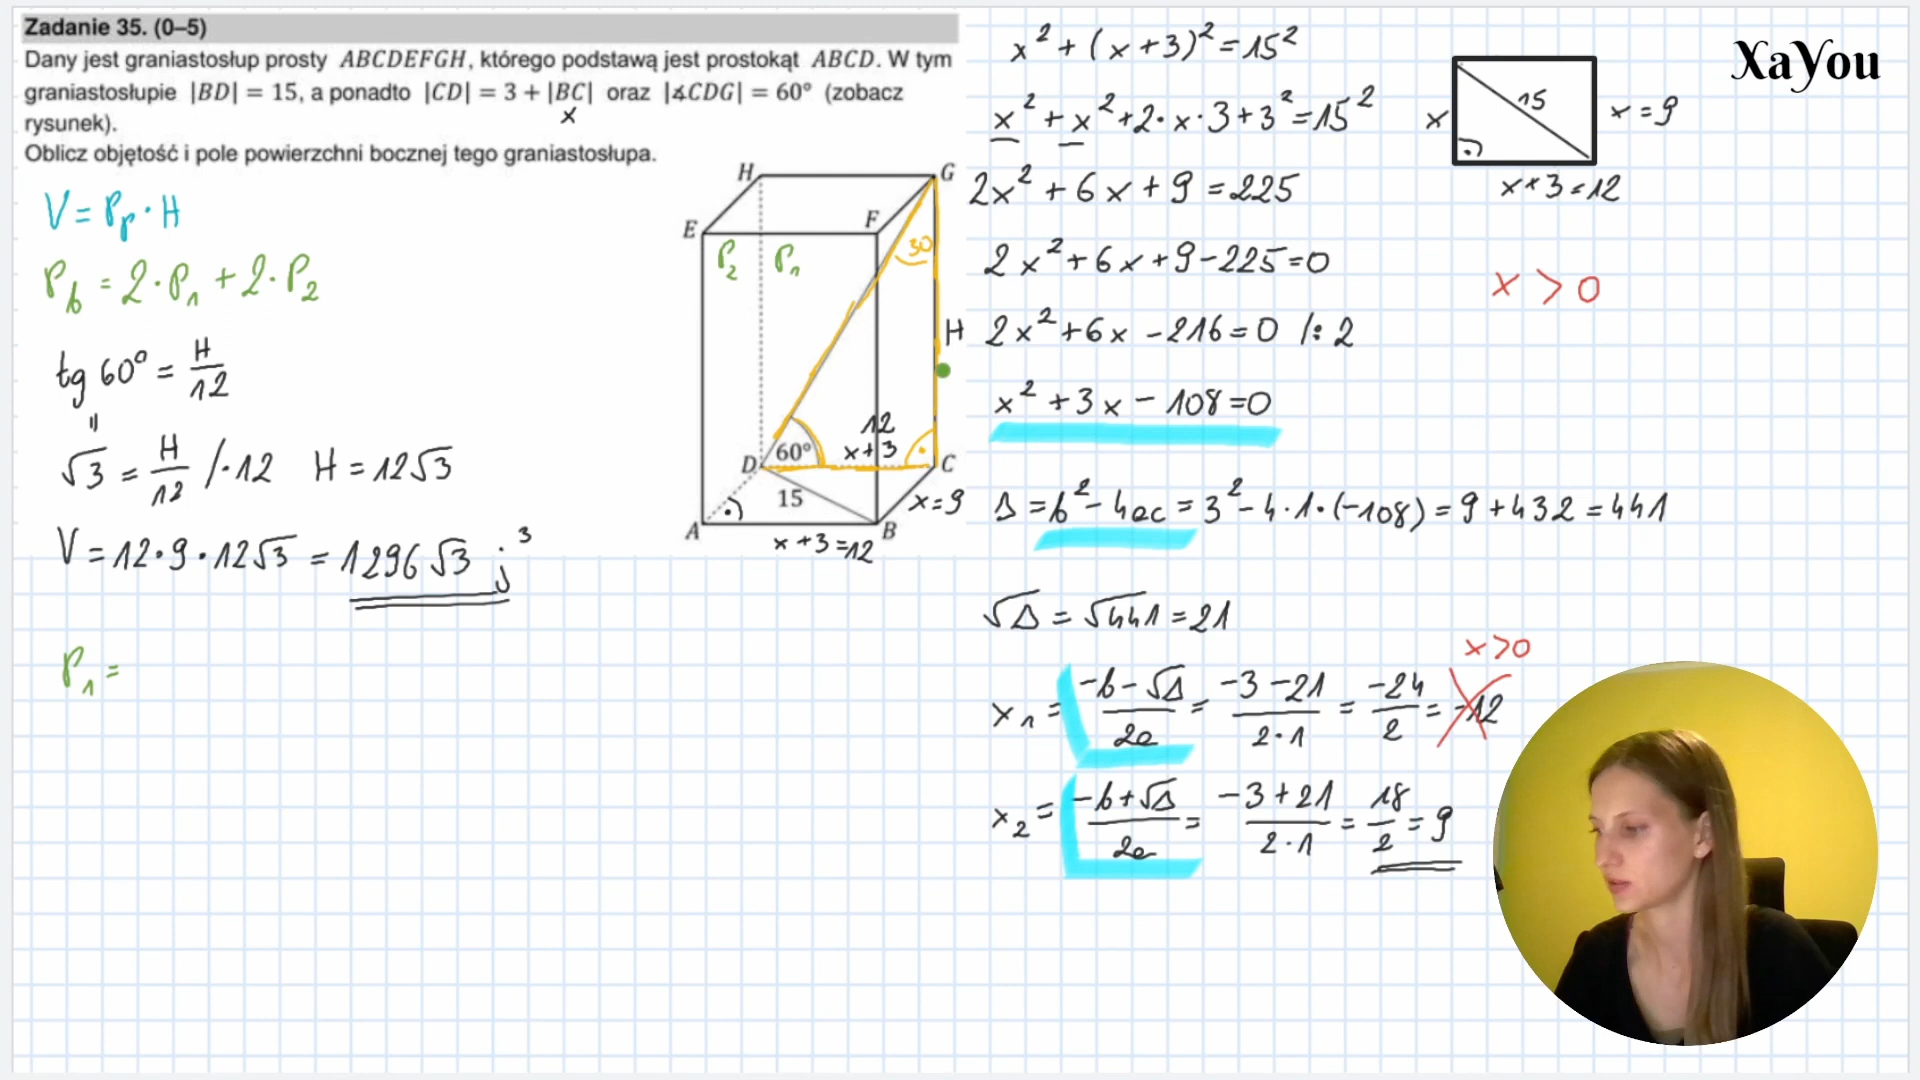 Zadanie 35. (0–5)
Dany jest graniastosłup prosty ABCDEFGH, którego podstawą jest prostokąt ABCD. W tym
graniastosłupie |BD| = 15, a ponadto |CD| = 3 + |BC| oraz |∡CDG| = 60° (zobacz
x
rysunek).
Oblicz objętość i pole powierzchni bocznej tego graniastosłupa.
V = Pp · H
Pb = 2·P₁ + 2·P₂
tg 60° = H/12
||
√3 = H/12 /·12 H = 12√3
V = 12·9·12√3 = 1296√3 j³
P₁ =
H G
E F
P₂ P₁ 30
H
12
D 60° x+3 C
15 x=9
A B
x+3=12
x² + (x+3)² = 15²
x² + x² + 2·x·3 + 3² = 15²
2x² + 6x + 9 = 225
2x² + 6x + 9 - 225 = 0
2x² + 6x - 216 = 0 /:2
x² + 3x - 108 = 0
Δ = b² - 4ac = 3² - 4·1·(-108) = 9 + 432 = 441
√Δ = √441 = 21
x₁ = (-b-√Δ)/2a = (-3-21)/(2·1) = -24/2 = -12
x>0
x₂ = (-b+√Δ)/2a = (-3+21)/(2·1) = 18/2 = 9
XaYou
15
x x=9
x+3=12
x > 0